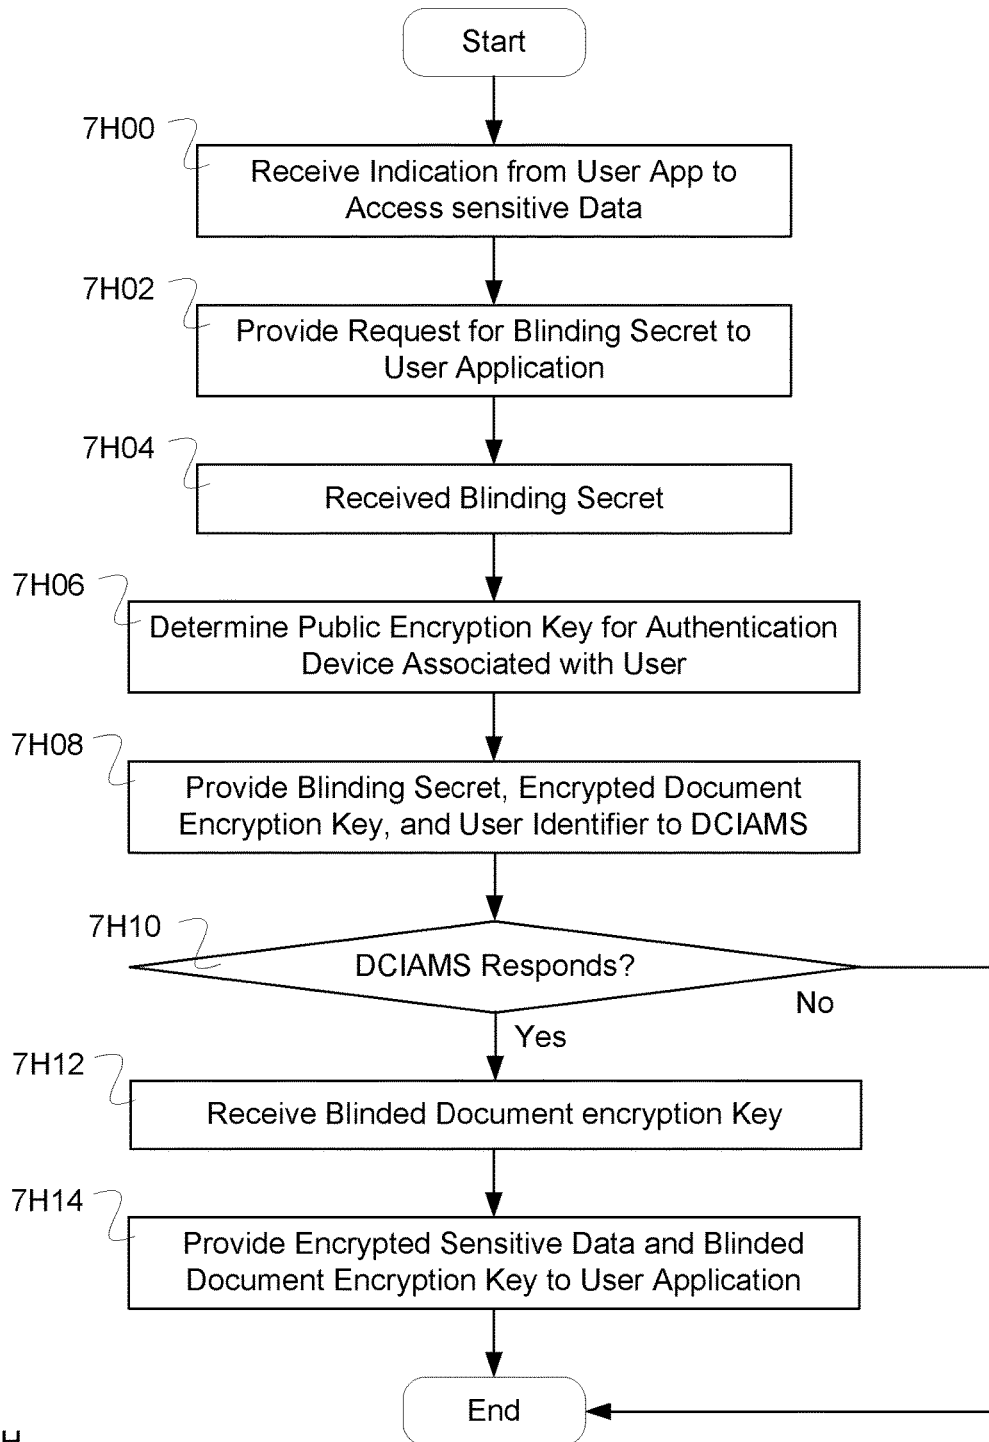 Start
7H00
Receive Indication from User App to
Access sensitive Data
7H02
Provide Request for Blinding Secret to
User Application
7H04
Received Blinding Secret
7H06
Determine Public Encryption Key for Authentication
Device Associated with User
7H08
Provide Blinding Secret, Encrypted Document
Encryption Key, and User Identifier to DCIAMS
7H10
DCIAMS Responds?
No
Yes
7H12
Receive Blinded Document encryption Key
7H14
Provide Encrypted Sensitive Data and Blinded
Document Encryption Key to User Application
End
H